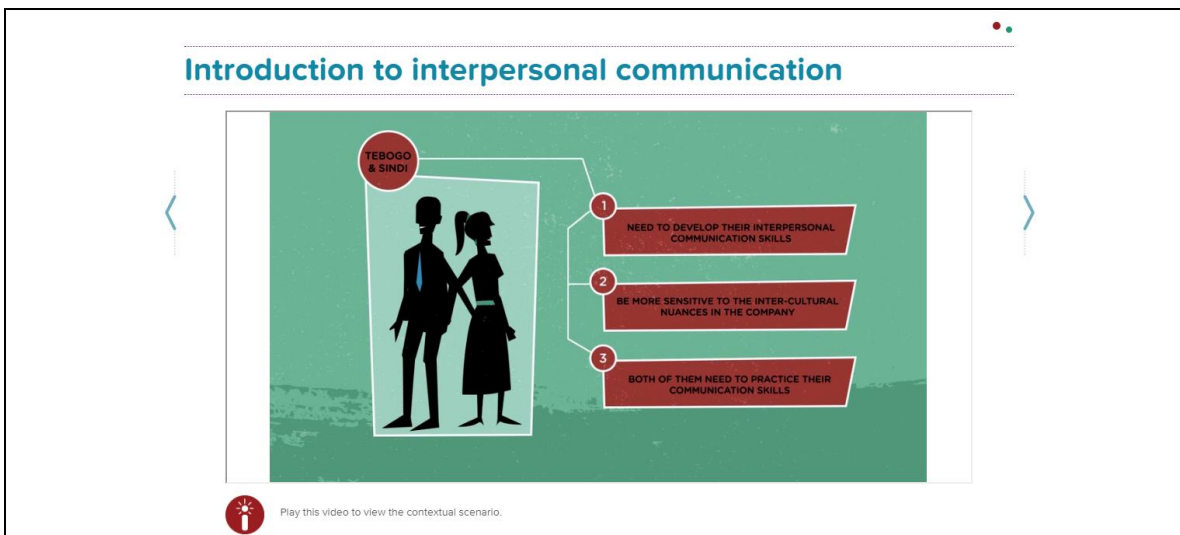 Introduction to interpersonal communication
TEBOGO
& SINDI
1
NEED TO DEVELOP THEIR INTERPERSONAL
COMMUNICATION SKILLS
2
BE MORE SENSITIVE TO THE INTER-CULTURAL
NUANCES IN THE COMPANY
3
BOTH OF THEM NEED TO PRACTICE THEIR
COMMUNICATION SKILLS
Play this video to view the contextual scenario.